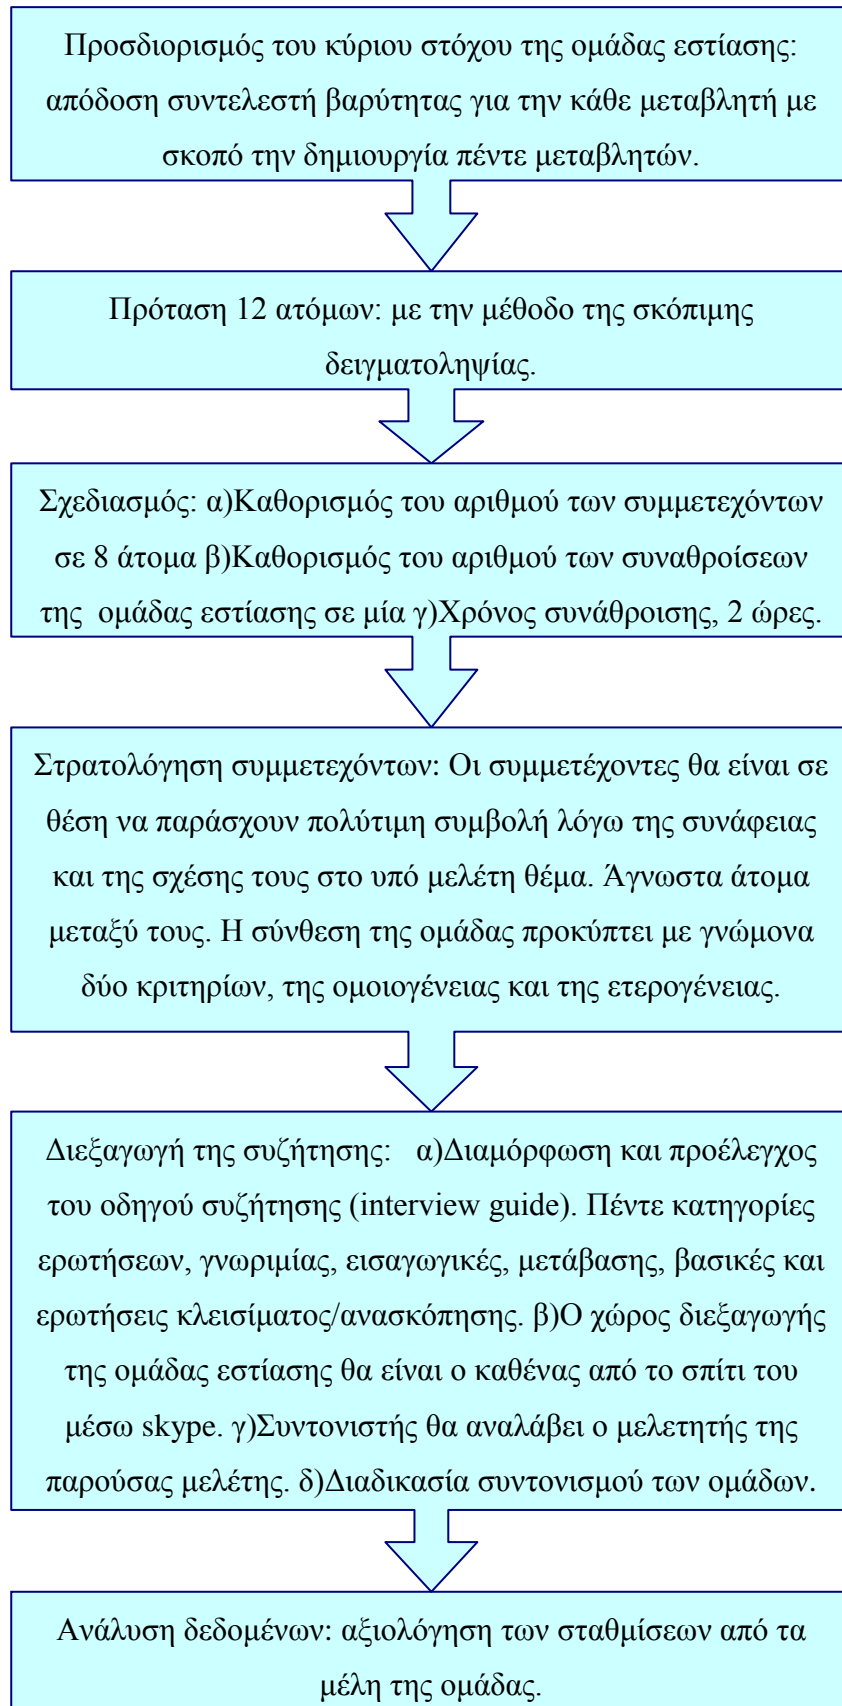 Προσδιορισμός του κύριου στόχου της ομάδας εστίασης:
απόδοση συντελεστή βαρύτητας για την κάθε μεταβλητή με
σκοπό την δημιουργία πέντε μεταβλητών.
Πρόταση 12 ατόμων: με την μέθοδο της σκόπιμης
δειγματοληψίας.
Σχεδιασμός: α)Καθορισμός του αριθμού των συμμετεχόντων
σε 8 άτομα β)Καθορισμός του αριθμού των συναθροίσεων
της ομάδας εστίασης σε μία γ)Χρόνος συνάθροισης, 2 ώρες.
Στρατολόγηση συμμετεχόντων: Οι συμμετέχοντες θα είναι σε
θέση να παράσχουν πολύτιμη συμβολή λόγω της συνάφειας
και της σχέσης τους στο υπό μελέτη θέμα. Άγνωστα άτομα
μεταξύ τους. Η σύνθεση της ομάδας προκύπτει με γνώμονα
δύο κριτηρίων, της ομοιογένειας και της ετερογένειας.
Διεξαγωγή της συζήτησης: α)Διαμόρφωση και προέλεγχος
του οδηγού συζήτησης (interview guide). Πέντε κατηγορίες
ερωτήσεων, γνωριμίας, εισαγωγικές, μετάβασης, βασικές και
ερωτήσεις κλεισίματος/ανασκόπησης. β)Ο χώρος διεξαγωγής
της ομάδας εστίασης θα είναι ο καθένας από το σπίτι του
μέσω skype. γ)Συντονιστής θα αναλάβει ο μελετητής της
παρούσας μελέτης. δ)Διαδικασία συντονισμού των ομάδων.
Ανάλυση δεδομένων: αξιολόγηση των σταθμίσεων από τα
μέλη της ομάδας.